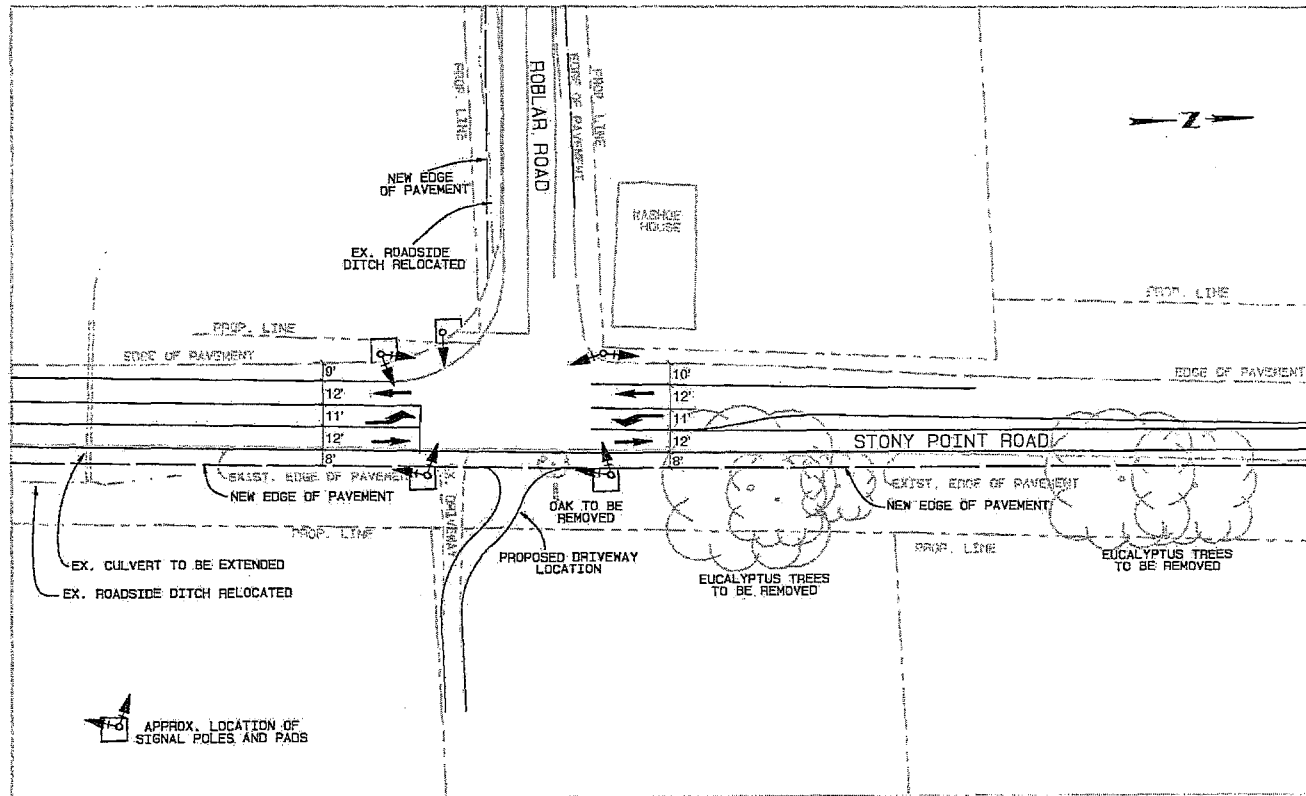 PROP. LINE
ROBLAR ROAD
EDGE OF PAVEMENT
PROP. LINE
Z
NEW EDGE
OF PAVEMENT
WASHOE
HOUSE
EX. ROADSIDE
DITCH RELOCATED
PROP. LINE
PROP. LINE
EDGE OF PAVEMENT
EDGE OF PAVEMENT
9'
12'
11'
12'
8'
10'
12'
11'
12'
8'
STONY POINT ROAD
EXIST. EDGE OF PAVEMENT
NEW EDGE OF PAVEMENT
EXIST. EDGE OF PAVEMENT
NEW EDGE OF PAVEMENT
EX. DRIVEWAY
OAK TO BE
REMOVED
PROP. LINE
PROP. LINE
PROPOSED DRIVEWAY
LOCATION
EX. CULVERT TO BE EXTENDED
EX. ROADSIDE DITCH RELOCATED
EUCALYPTUS TREES
TO BE REMOVED
EUCALYPTUS TREES
TO BE REMOVED
APPROX. LOCATION OF
SIGNAL POLES AND PADS